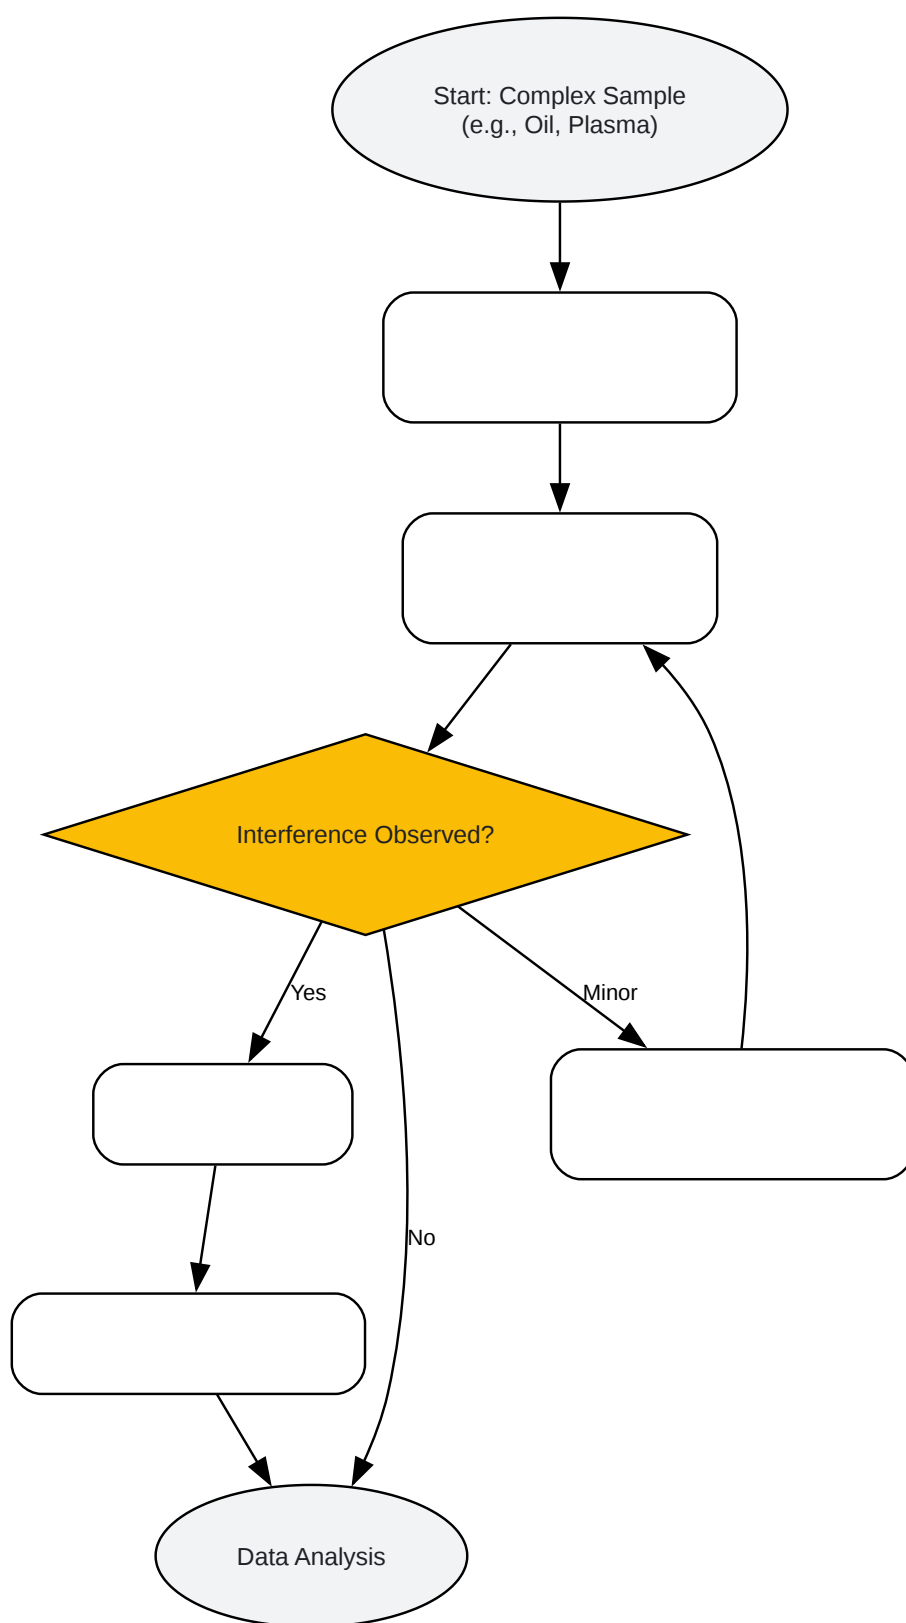 Start: Complex Sample
(e.g., Oil, Plasma)
Interference Observed?
Yes
Minor
No
Data Analysis